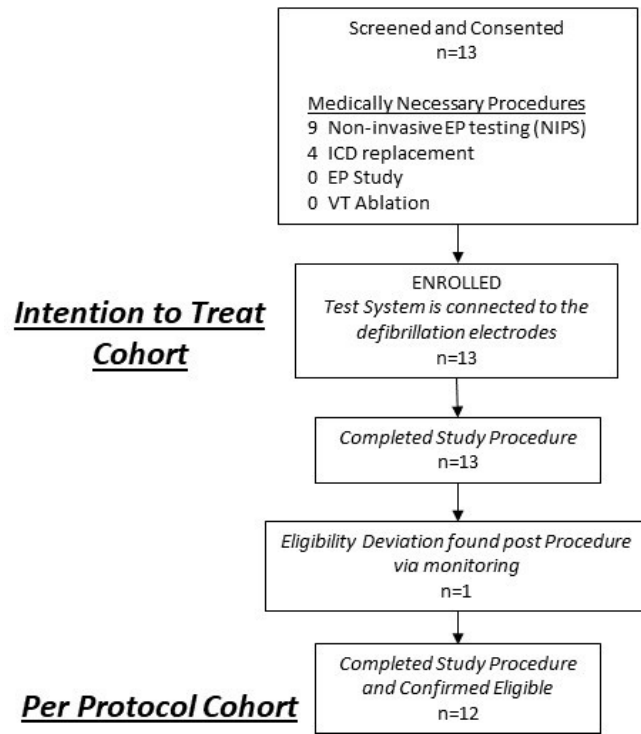 Screened and Consented
n=13
Medically Necessary Procedures
9 Non-invasive EP testing (NIPS)
4 ICD replacement
0 EP Study
0 VT Ablation
ENROLLED
Test System is connected to the
defibrillation electrodes
n=13
Intention to Treat
Cohort
Completed Study Procedure
n=13
Eligibility Deviation found post Procedure
via monitoring
n=1
Completed Study Procedure
and Confirmed Eligible
n=12
Per Protocol Cohort